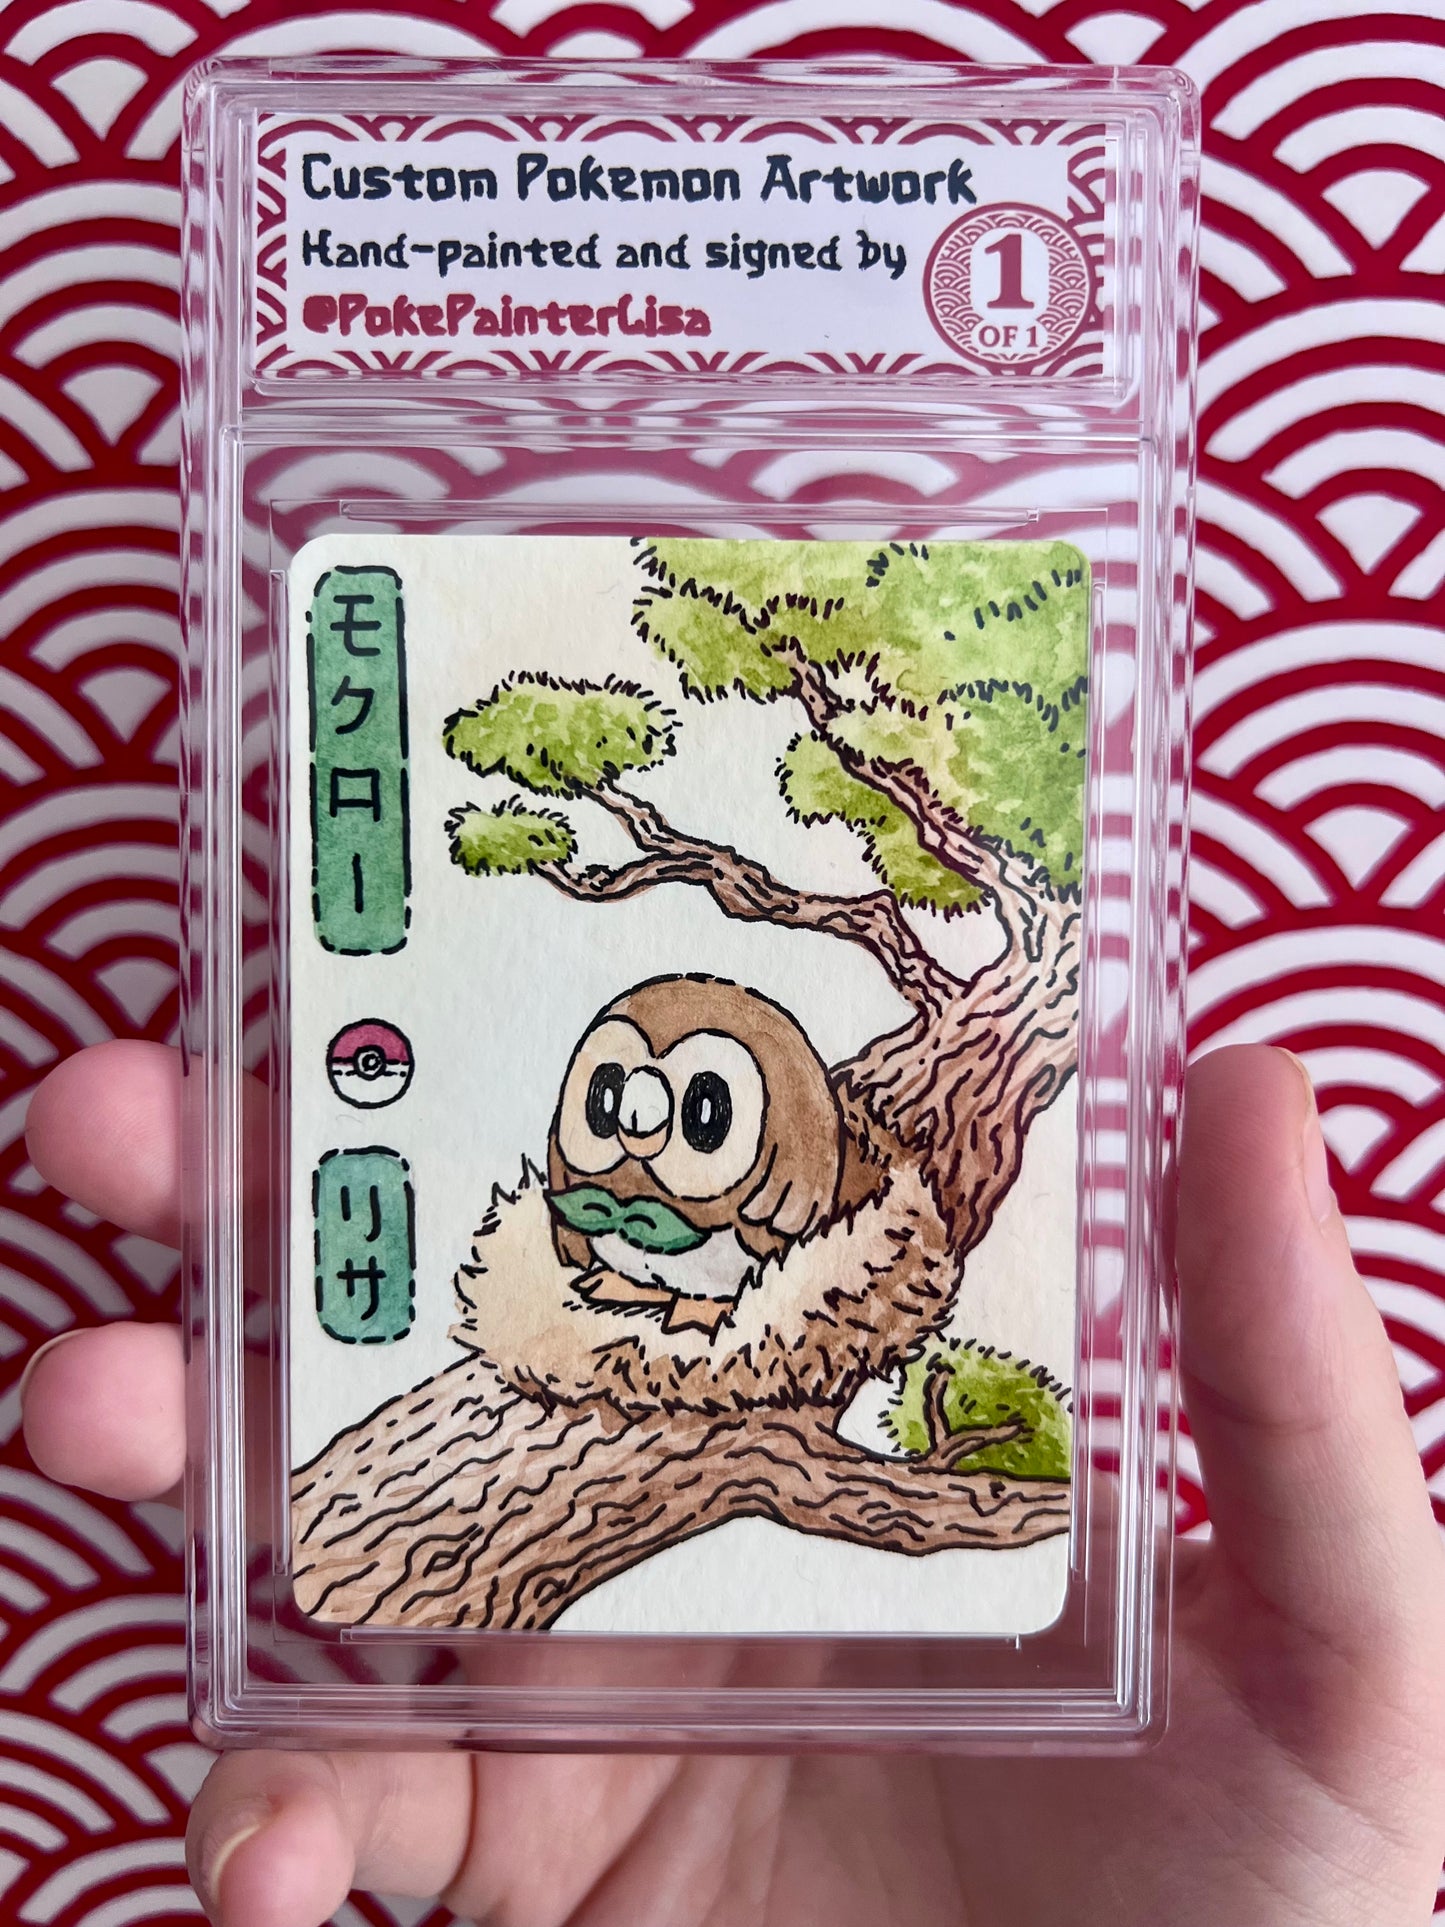 Custom Pokemon Artwork
Hand-painted and signed by
@PokePainterLisa
1
OF 1
モクロー
リサ